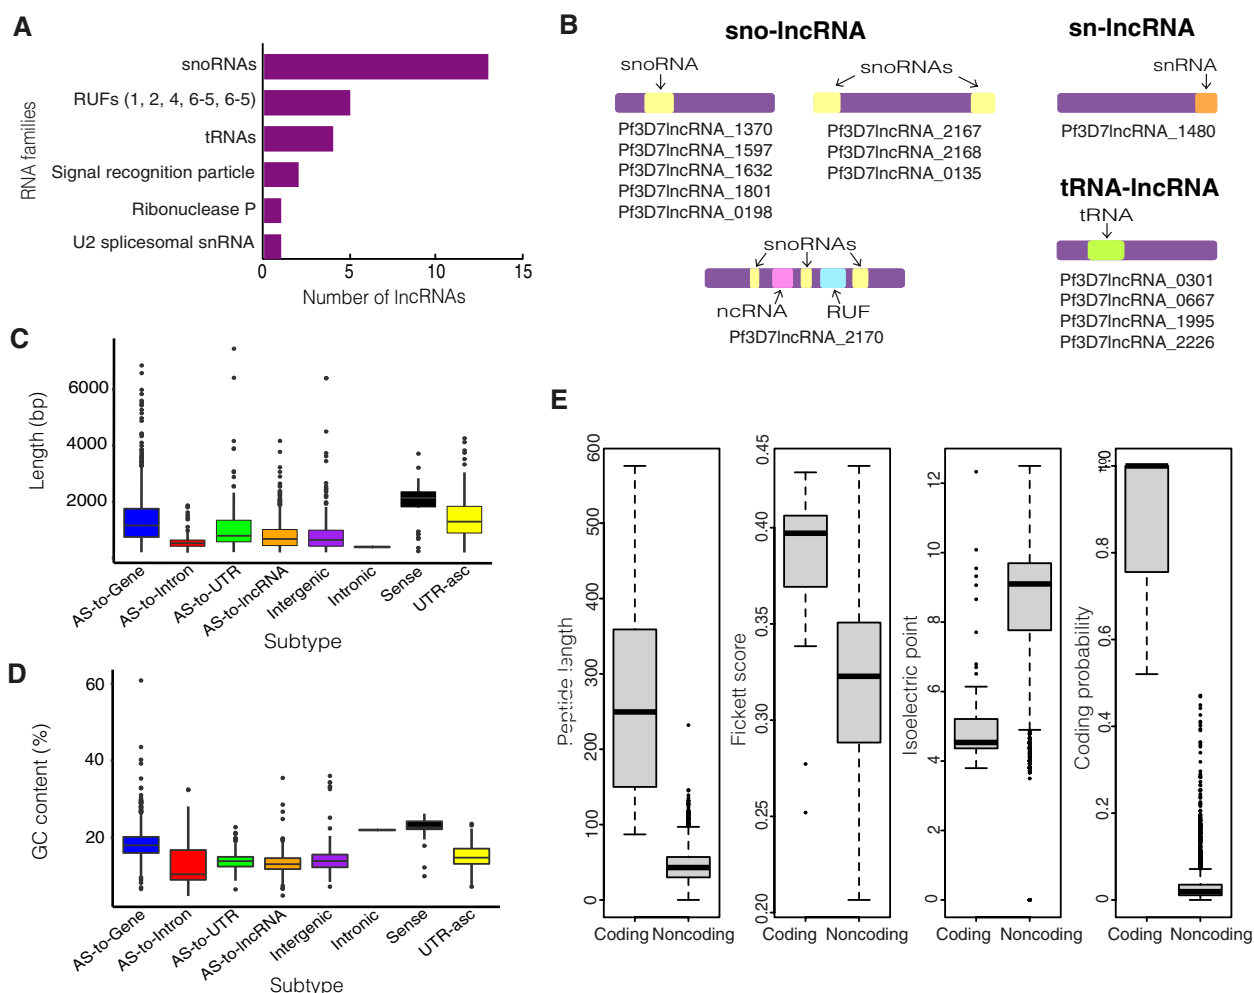 A
RNA families
snoRNAs
RUFs (1, 2, 4, 6-5, 6-5)
tRNAs
Signal recognition particle
Ribonuclease P
U2 splicesomal snRNA
0 5 10 15
Number of lncRNAs
B
sno-lncRNA
snoRNA
Pf3D7lncRNA_1370
Pf3D7lncRNA_1597
Pf3D7lncRNA_1632
Pf3D7lncRNA_1801
Pf3D7lncRNA_0198
snoRNAs
Pf3D7lncRNA_2167
Pf3D7lncRNA_2168
Pf3D7lncRNA_0135
snoRNAs
ncRNA RUF
Pf3D7lncRNA_2170
sn-lncRNA
snRNA
Pf3D7lncRNA_1480
tRNA-lncRNA
tRNA
Pf3D7lncRNA_0301
Pf3D7lncRNA_0667
Pf3D7lncRNA_1995
Pf3D7lncRNA_2226
C
Length (bp)
6000
4000
2000
AS-to-Gene
AS-to-Intron
AS-to-UTR
AS-to-lncRNA
Intergenic
Intronic
Sense
UTR-asc
Subtype
D
GC content (%)
60
40
20
AS-to-Gene
AS-to-Intron
AS-to-UTR
AS-to-lncRNA
Intergenic
Intronic
Sense
UTR-asc
Subtype
E
Peptide length
600
500
400
300
200
100
0
Coding Noncoding
Fickett score
0.45
0.40
0.35
0.30
0.25
0.20
Coding Noncoding
Isoelectric point
12
10
8
6
4
2
0
Coding Noncoding
Coding probability
0.8
0.6
0.4
0.2
0
Coding Noncoding